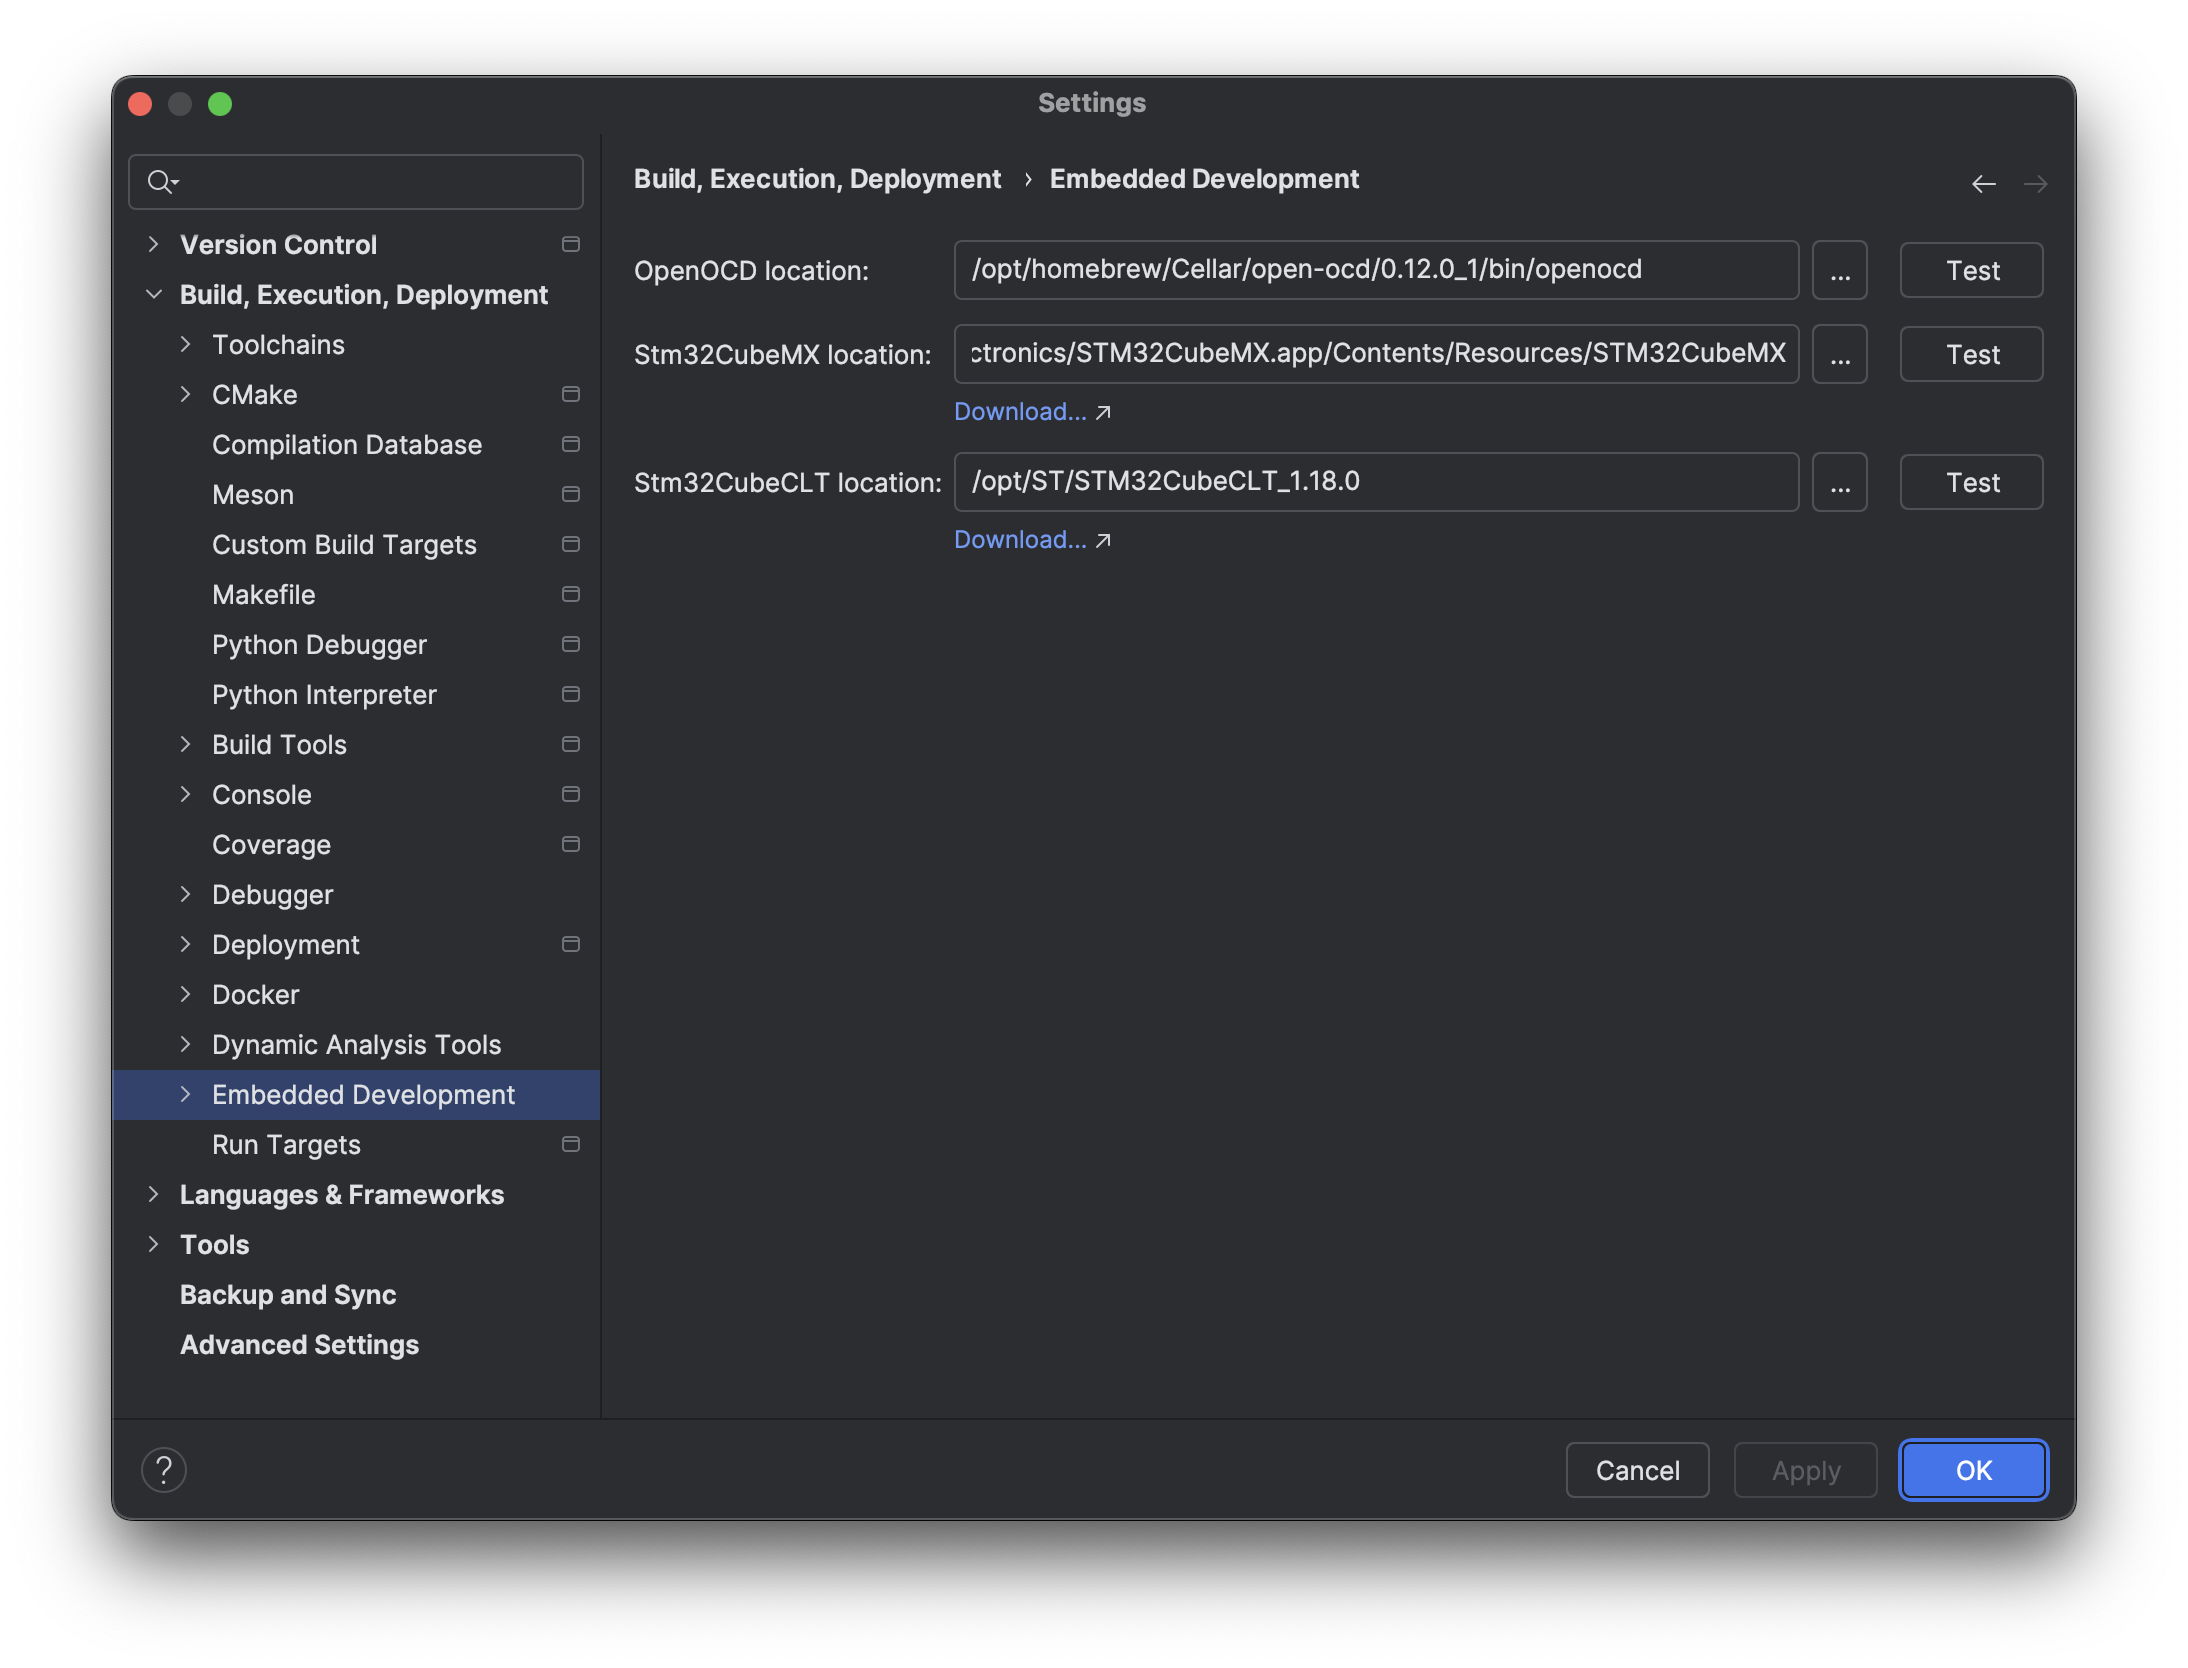 Settings
Version Control
Build, Execution, Deployment
Toolchains
CMake
Compilation Database
Meson
Custom Build Targets
Makefile
Python Debugger
Python Interpreter
Build Tools
Console
Coverage
Debugger
Deployment
Docker
Dynamic Analysis Tools
Embedded Development
Run Targets
Languages & Frameworks
Tools
Backup and Sync
Advanced Settings
Build, Execution, Deployment › Embedded Development
OpenOCD location: /opt/homebrew/Cellar/open-ocd/0.12.0_1/bin/openocd ... Test
Stm32CubeMX location: ctronics/STM32CubeMX.app/Contents/Resources/STM32CubeMX ... Test
Download... ↗
Stm32CubeCLT location: /opt/ST/STM32CubeCLT_1.18.0 ... Test
Download... ↗
? Cancel Apply OK